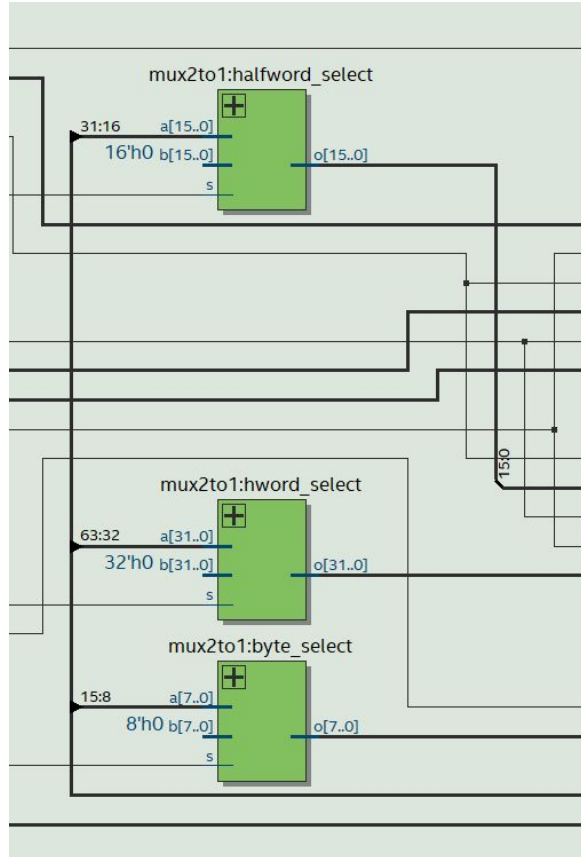 mux2to1:halfword_select
31:16 a[15..0]
16'h0 b[15..0] o[15..0]
s
15:0
mux2to1:hword_select
63:32 a[31..0]
32'h0 b[31..0] o[31..0]
s
mux2to1:byte_select
15:8 a[7..0]
8'h0 b[7..0] o[7..0]
s